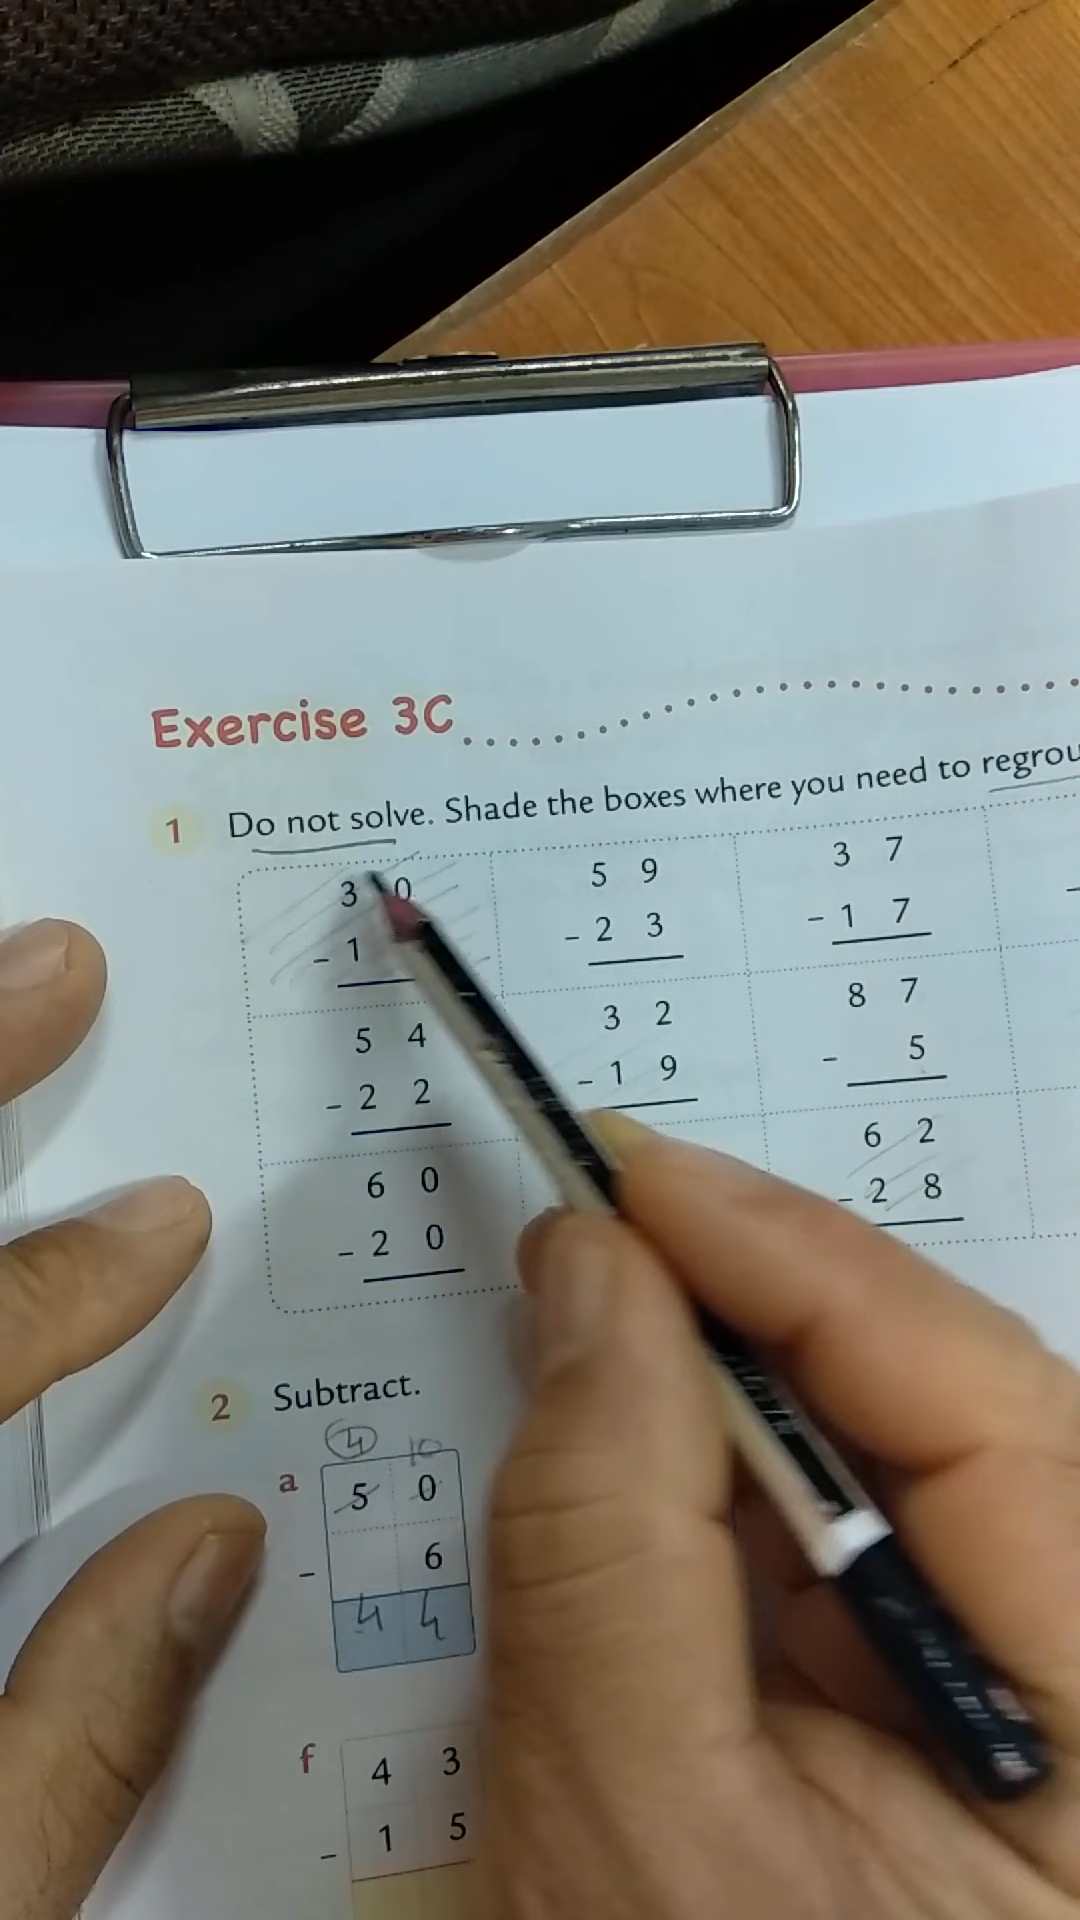 Exercise 3C
1 Do not solve. Shade the boxes where you need to regrou
3 0 5 9 3 7
- 1 - 2 3 - 1 7 -
5 4 3 2 8 7
- 2 2 - 1 9 - 5
6 0 6 2
- 2 0 - 2 8
2 Subtract.
4 10
a 5 0
- 6
4 4
f 4 3
- 1 5